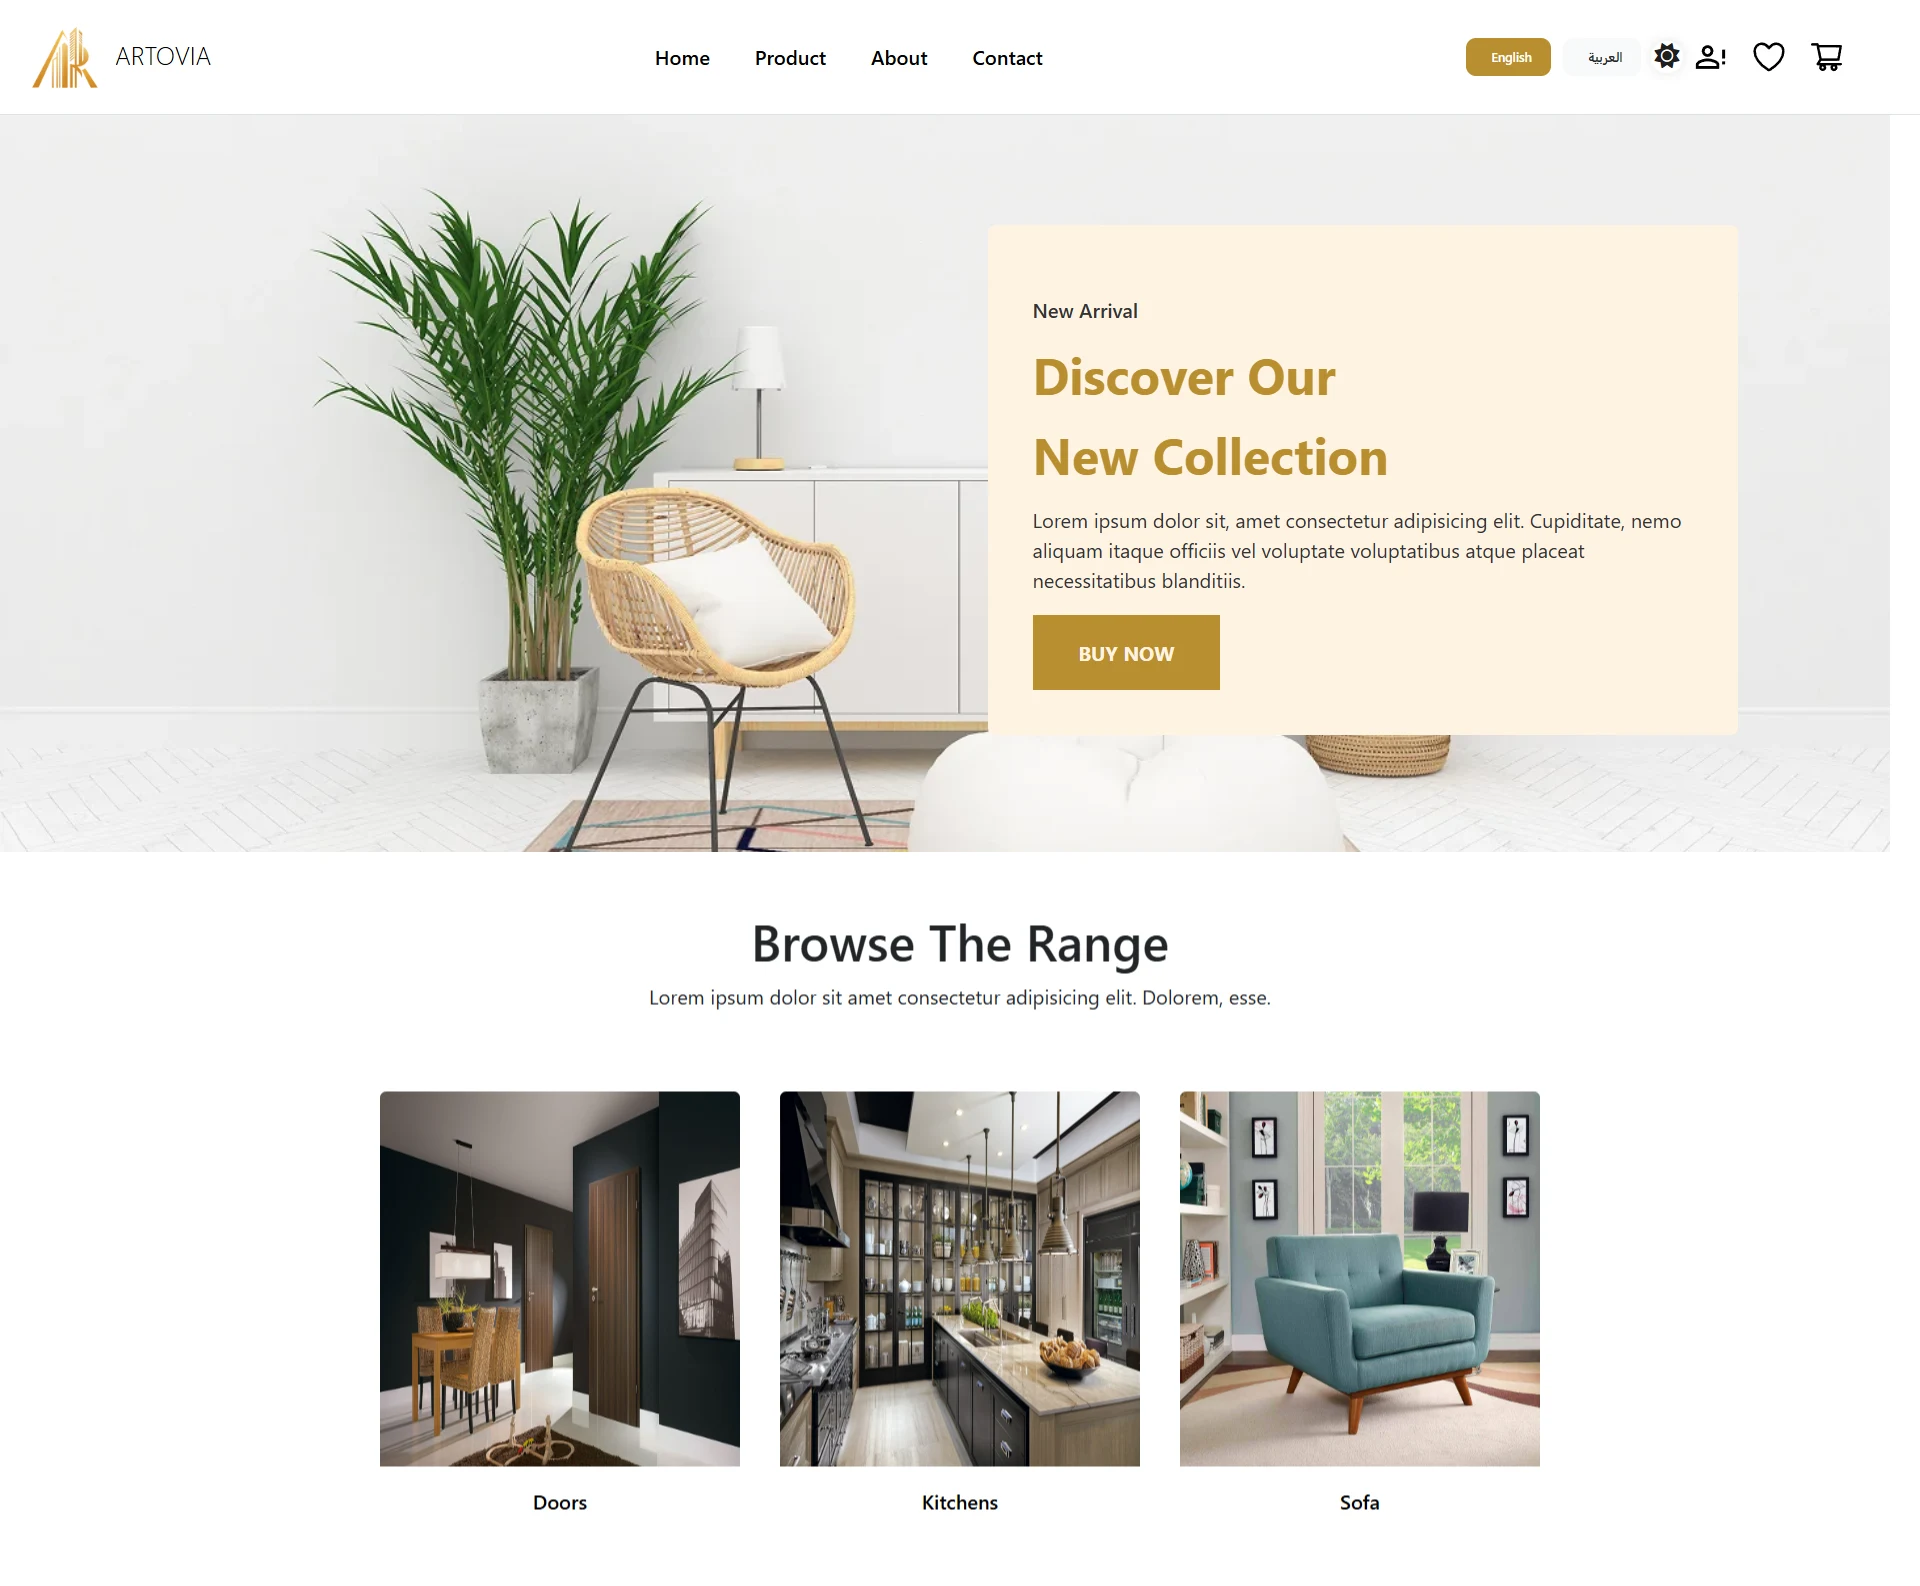 ARTOVIA
Home
Product
About
Contact
English
العربية
New Arrival
Discover Our
New Collection
Lorem ipsum dolor sit, amet consectetur adipisicing elit. Cupiditate, nemo
aliquam itaque officiis vel voluptate voluptatibus atque placeat
necessitatibus blanditiis.
BUY NOW
Browse The Range
Lorem ipsum dolor sit amet consectetur adipisicing elit. Dolorem, esse.
Doors
Kitchens
Sofa